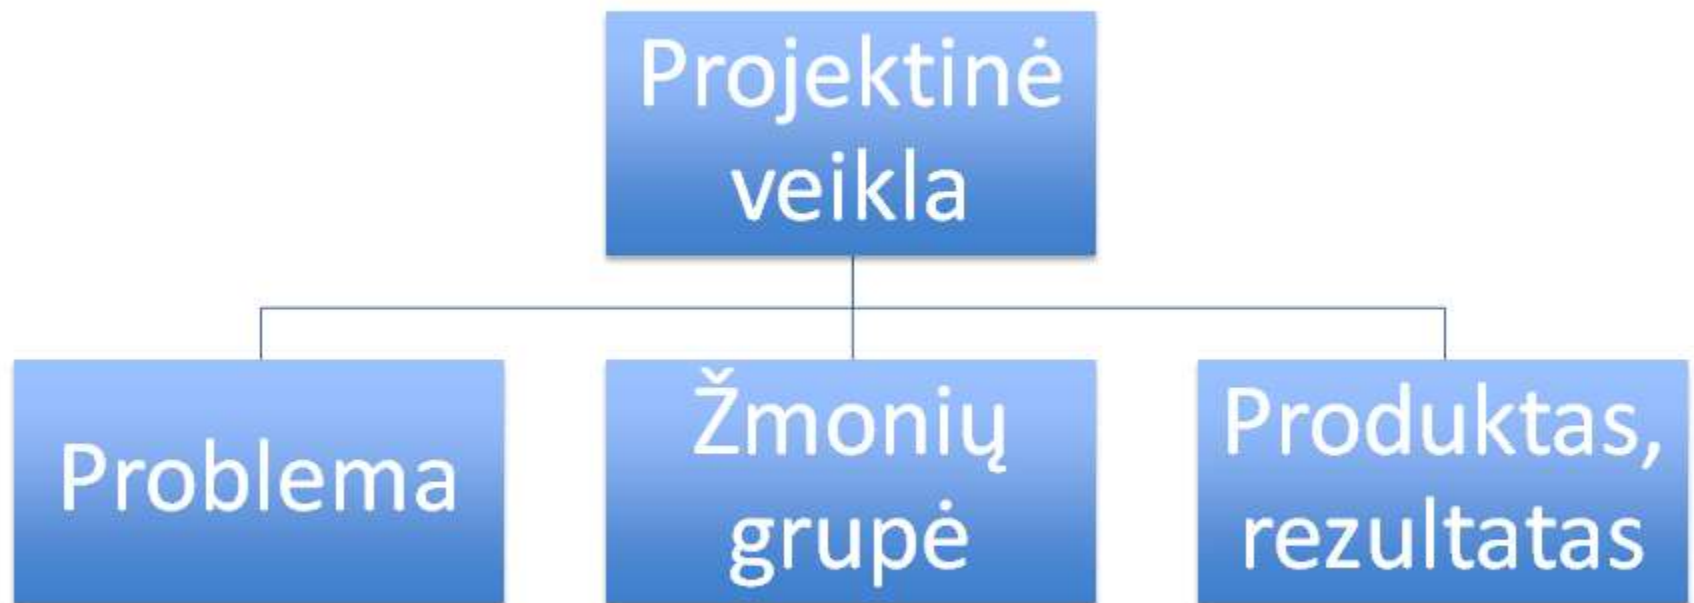 Projektinė
veikla
Problema
Žmonių
grupė
Produktas,
rezultatas